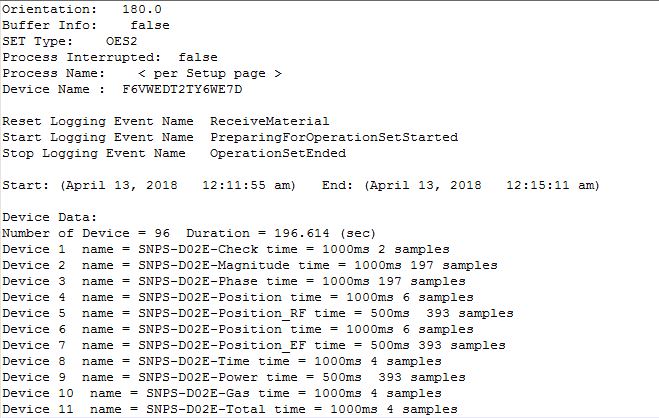 Orientation:   180.0
Buffer Info:    false
SET Type:    OES2
Process Interrupted:  false
Process Name:    < per Setup page >
Device Name :  F6VWEDT2TY6WE7D

Reset Logging Event Name  ReceiveMaterial
Start Logging Event Name  PreparingForOperationSetStarted
Stop Logging Event Name   OperationSetEnded

Start: (April 13, 2018   12:11:55 am)   End: (April 13, 2018   12:15:11 am)

Device Data:
Number of Device = 96  Duration = 196.614 (sec)
Device 1  name = SNPS-D02E-Check time = 1000ms 2 samples
Device 2  name = SNPS-D02E-Magnitude time = 1000ms 197 samples
Device 3  name = SNPS-D02E-Phase time = 1000ms 197 samples
Device 4  name = SNPS-D02E-Position time = 1000ms 6 samples
Device 5  name = SNPS-D02E-Position_RF time = 500ms  393 samples
Device 6  name = SNPS-D02E-Position time = 1000ms 6 samples
Device 7  name = SNPS-D02E-Position_EF time = 500ms 393 samples
Device 8  name = SNPS-D02E-Time time = 1000ms 4 samples
Device 9  name = SNPS-D02E-Power time = 500ms  393 samples
Device 10  name = SNPS-D02E-Gas time = 1000ms 4 samples
Device 11  name = SNPS-D02E-Total time = 1000ms 4 samples